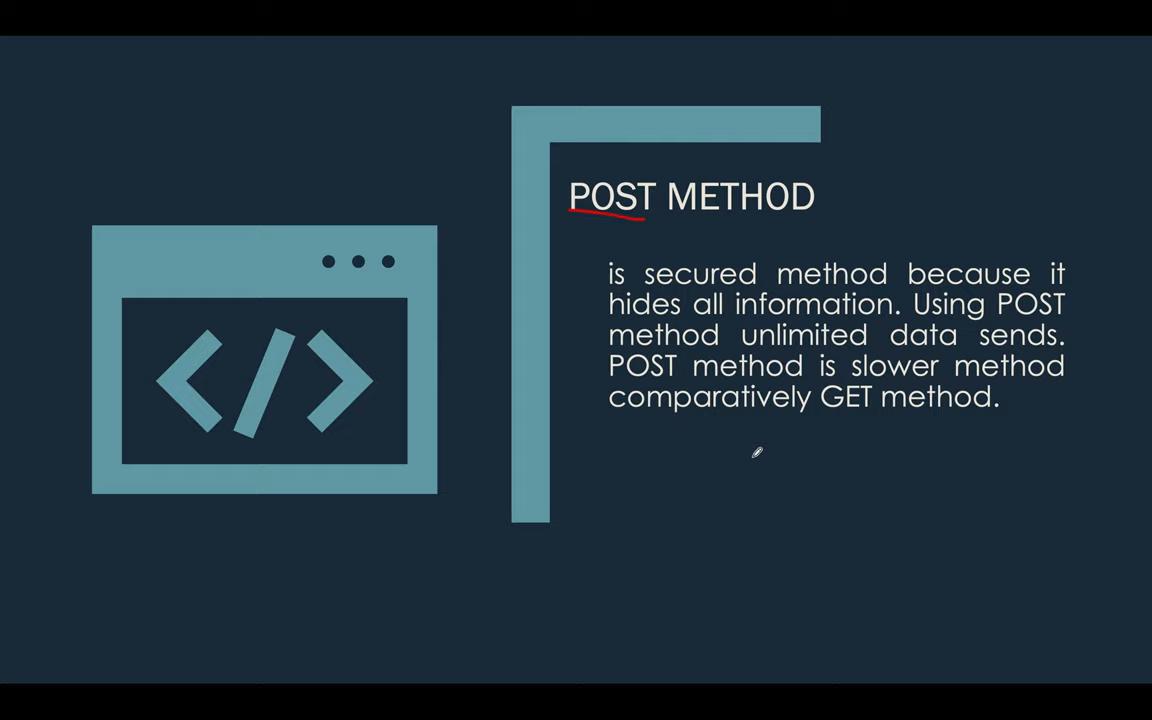 POST METHOD
is secured method because it
hides all information. Using POST
method unlimited data sends.
POST method is slower method
comparatively GET method.